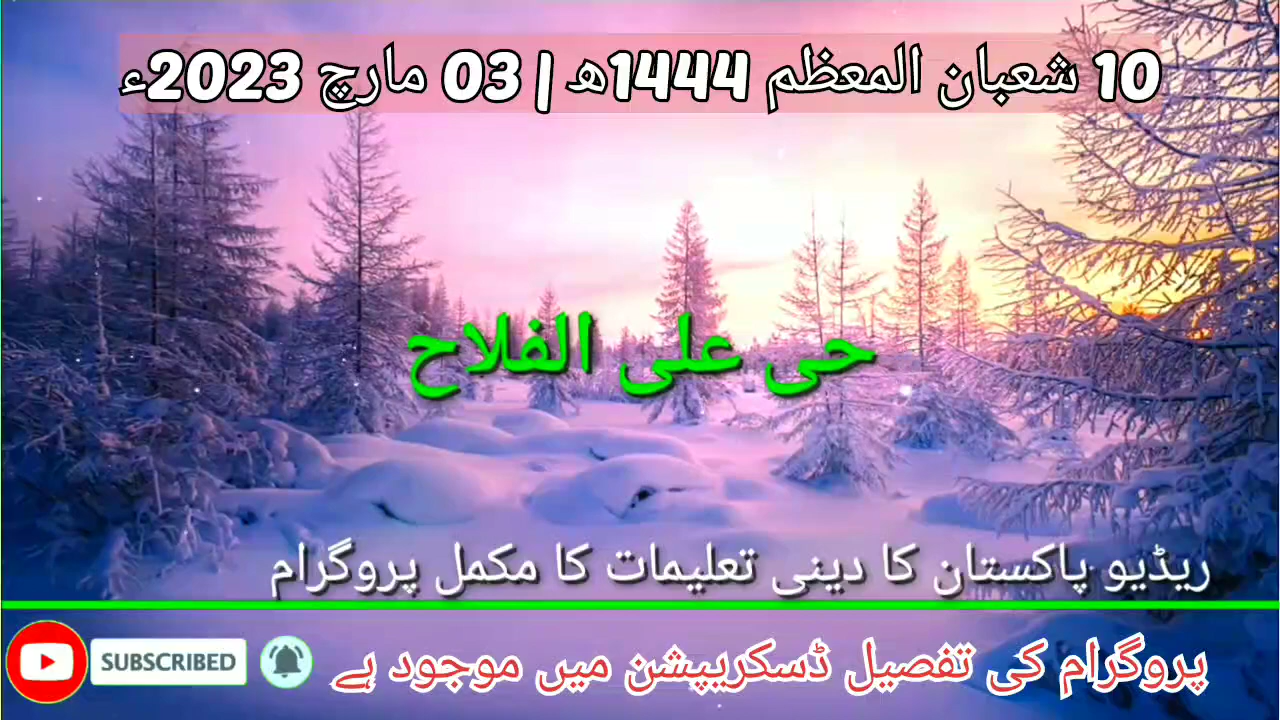 10 شعبان المعظم 1444ھ | 03 مارچ 2023ء
حی علی الفلاح
ریڈیو پاکستان کا دینی تعلیمات کا مکمل پروگرام
SUBSCRIBED
پروگرام کی تفصیل ڈسکریپشن میں موجود ہے